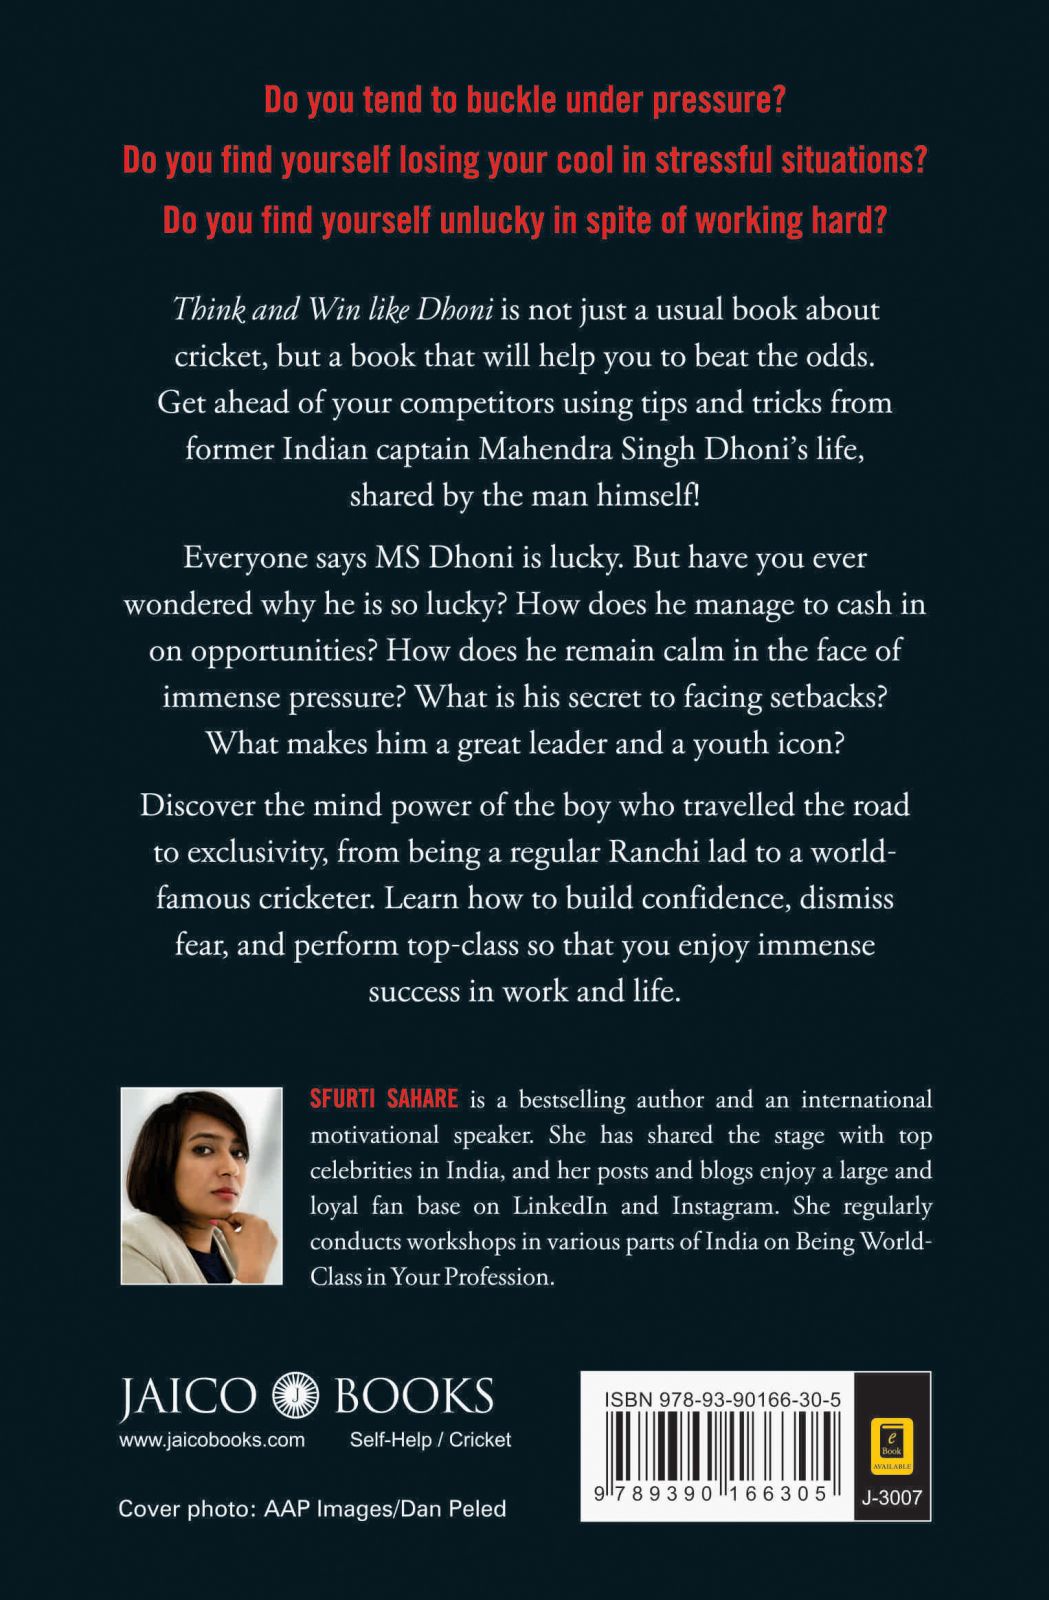 Do you tend to buckle under pressure?
Do you find yourself losing your cool in stressful situations?
Do you find yourself unlucky in spite of working hard?
Think and Win like Dhoni is not just a usual book about
cricket, but a book that will help you to beat the odds.
Get ahead of your competitors using tips and tricks from
former Indian captain Mahendra Singh Dhoni's life,
shared by the man himself!
Everyone says MS Dhoni is lucky. But have you ever
wondered why he is so lucky? How does he manage to cash in
on opportunities? How does he remain calm in the face of
immense pressure? What is his secret to facing setbacks?
What makes him a great leader and a youth icon?
Discover the mind power of the boy who travelled the road
to exclusivity, from being a regular Ranchi lad to a world-
famous cricketer. Learn how to build confidence, dismiss
fear, and perform top-class so that you enjoy immense
success in work and life.
SFURTI SAHARE is a bestselling author and an international
motivational speaker. She has shared the stage with top
celebrities in India, and her posts and blogs enjoy a large and
loyal fan base on LinkedIn and Instagram. She regularly
conducts workshops in various parts of India on Being World-
Class in Your Profession.
JAICO J BOOKS
www.jaicobooks.com Self-Help / Cricket
Cover photo: AAP Images/Dan Peled
ISBN 978-93-90166-30-5
9 789390 166305
e
Book
AVAILABLE
J-3007